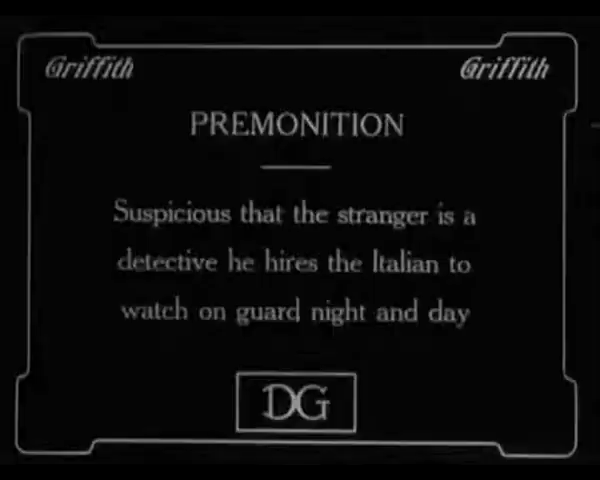 Griffith Griffith
PREMONITION
Suspicious that the stranger is a
detective he hires the Italian to
watch on guard night and day
DG